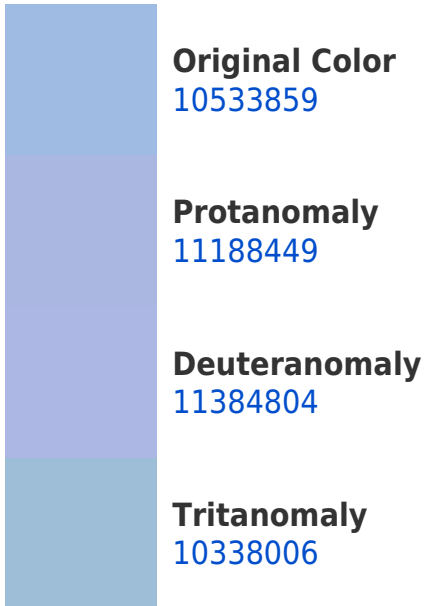 Original Color
10533859
Protanomaly
11188449
Deuteranomaly
11384804
Tritanomaly
10338006